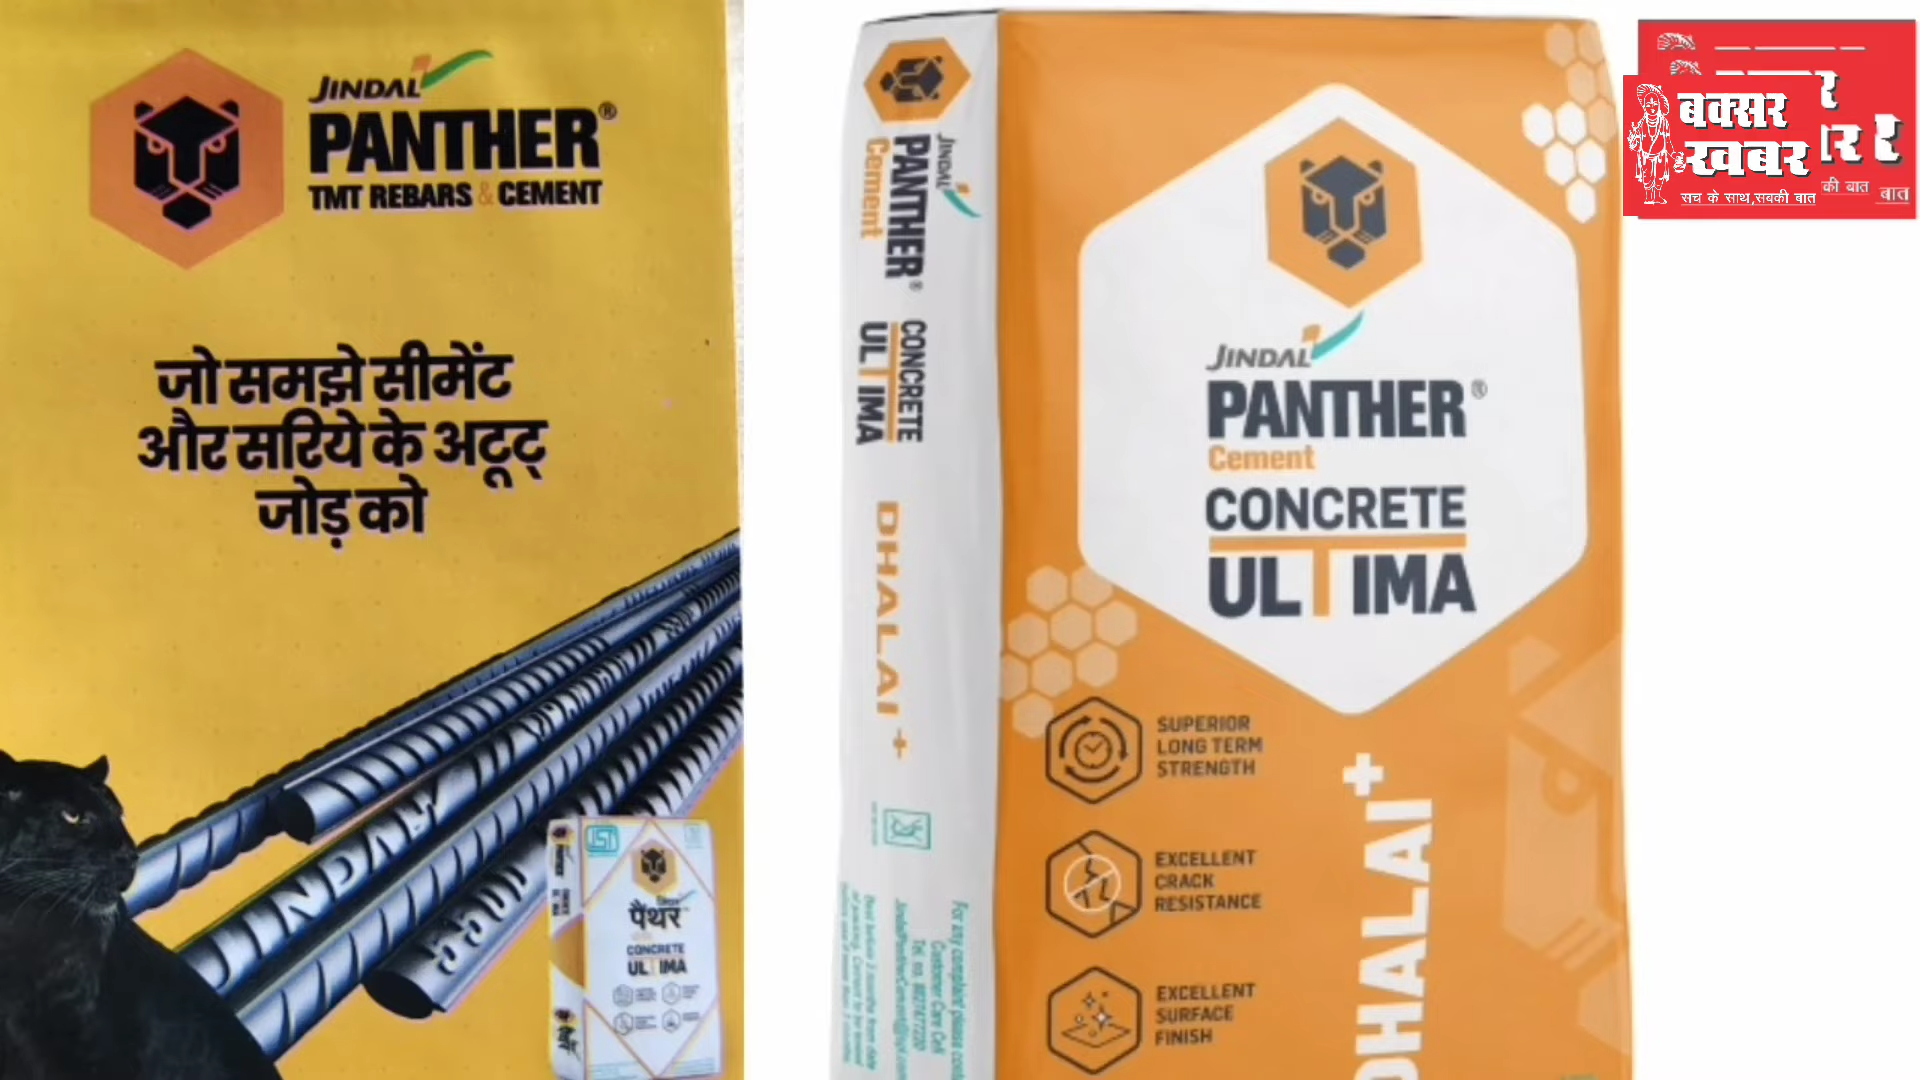 JINDAL
PANTHER®
TMT REBARS & CEMENT
जो समझे सीमेंट
और सरिये के अटूट्
जोड़ को
JINDAL
पैंथर
CONCRETE
ULTIMA
JINDAL
PANTHER®
Cement
CONCRETE
ULTIMA
DHALAI+
JINDAL
PANTHER®
Cement
CONCRETE
ULTIMA
SUPERIOR
LONG TERM
STRENGTH
EXCELLENT
CRACK
RESISTANCE
EXCELLENT
SURFACE
FINISH
DHALAI+
बक्सर
खबर
सच के साथ,सबकी बात
की बात
बात